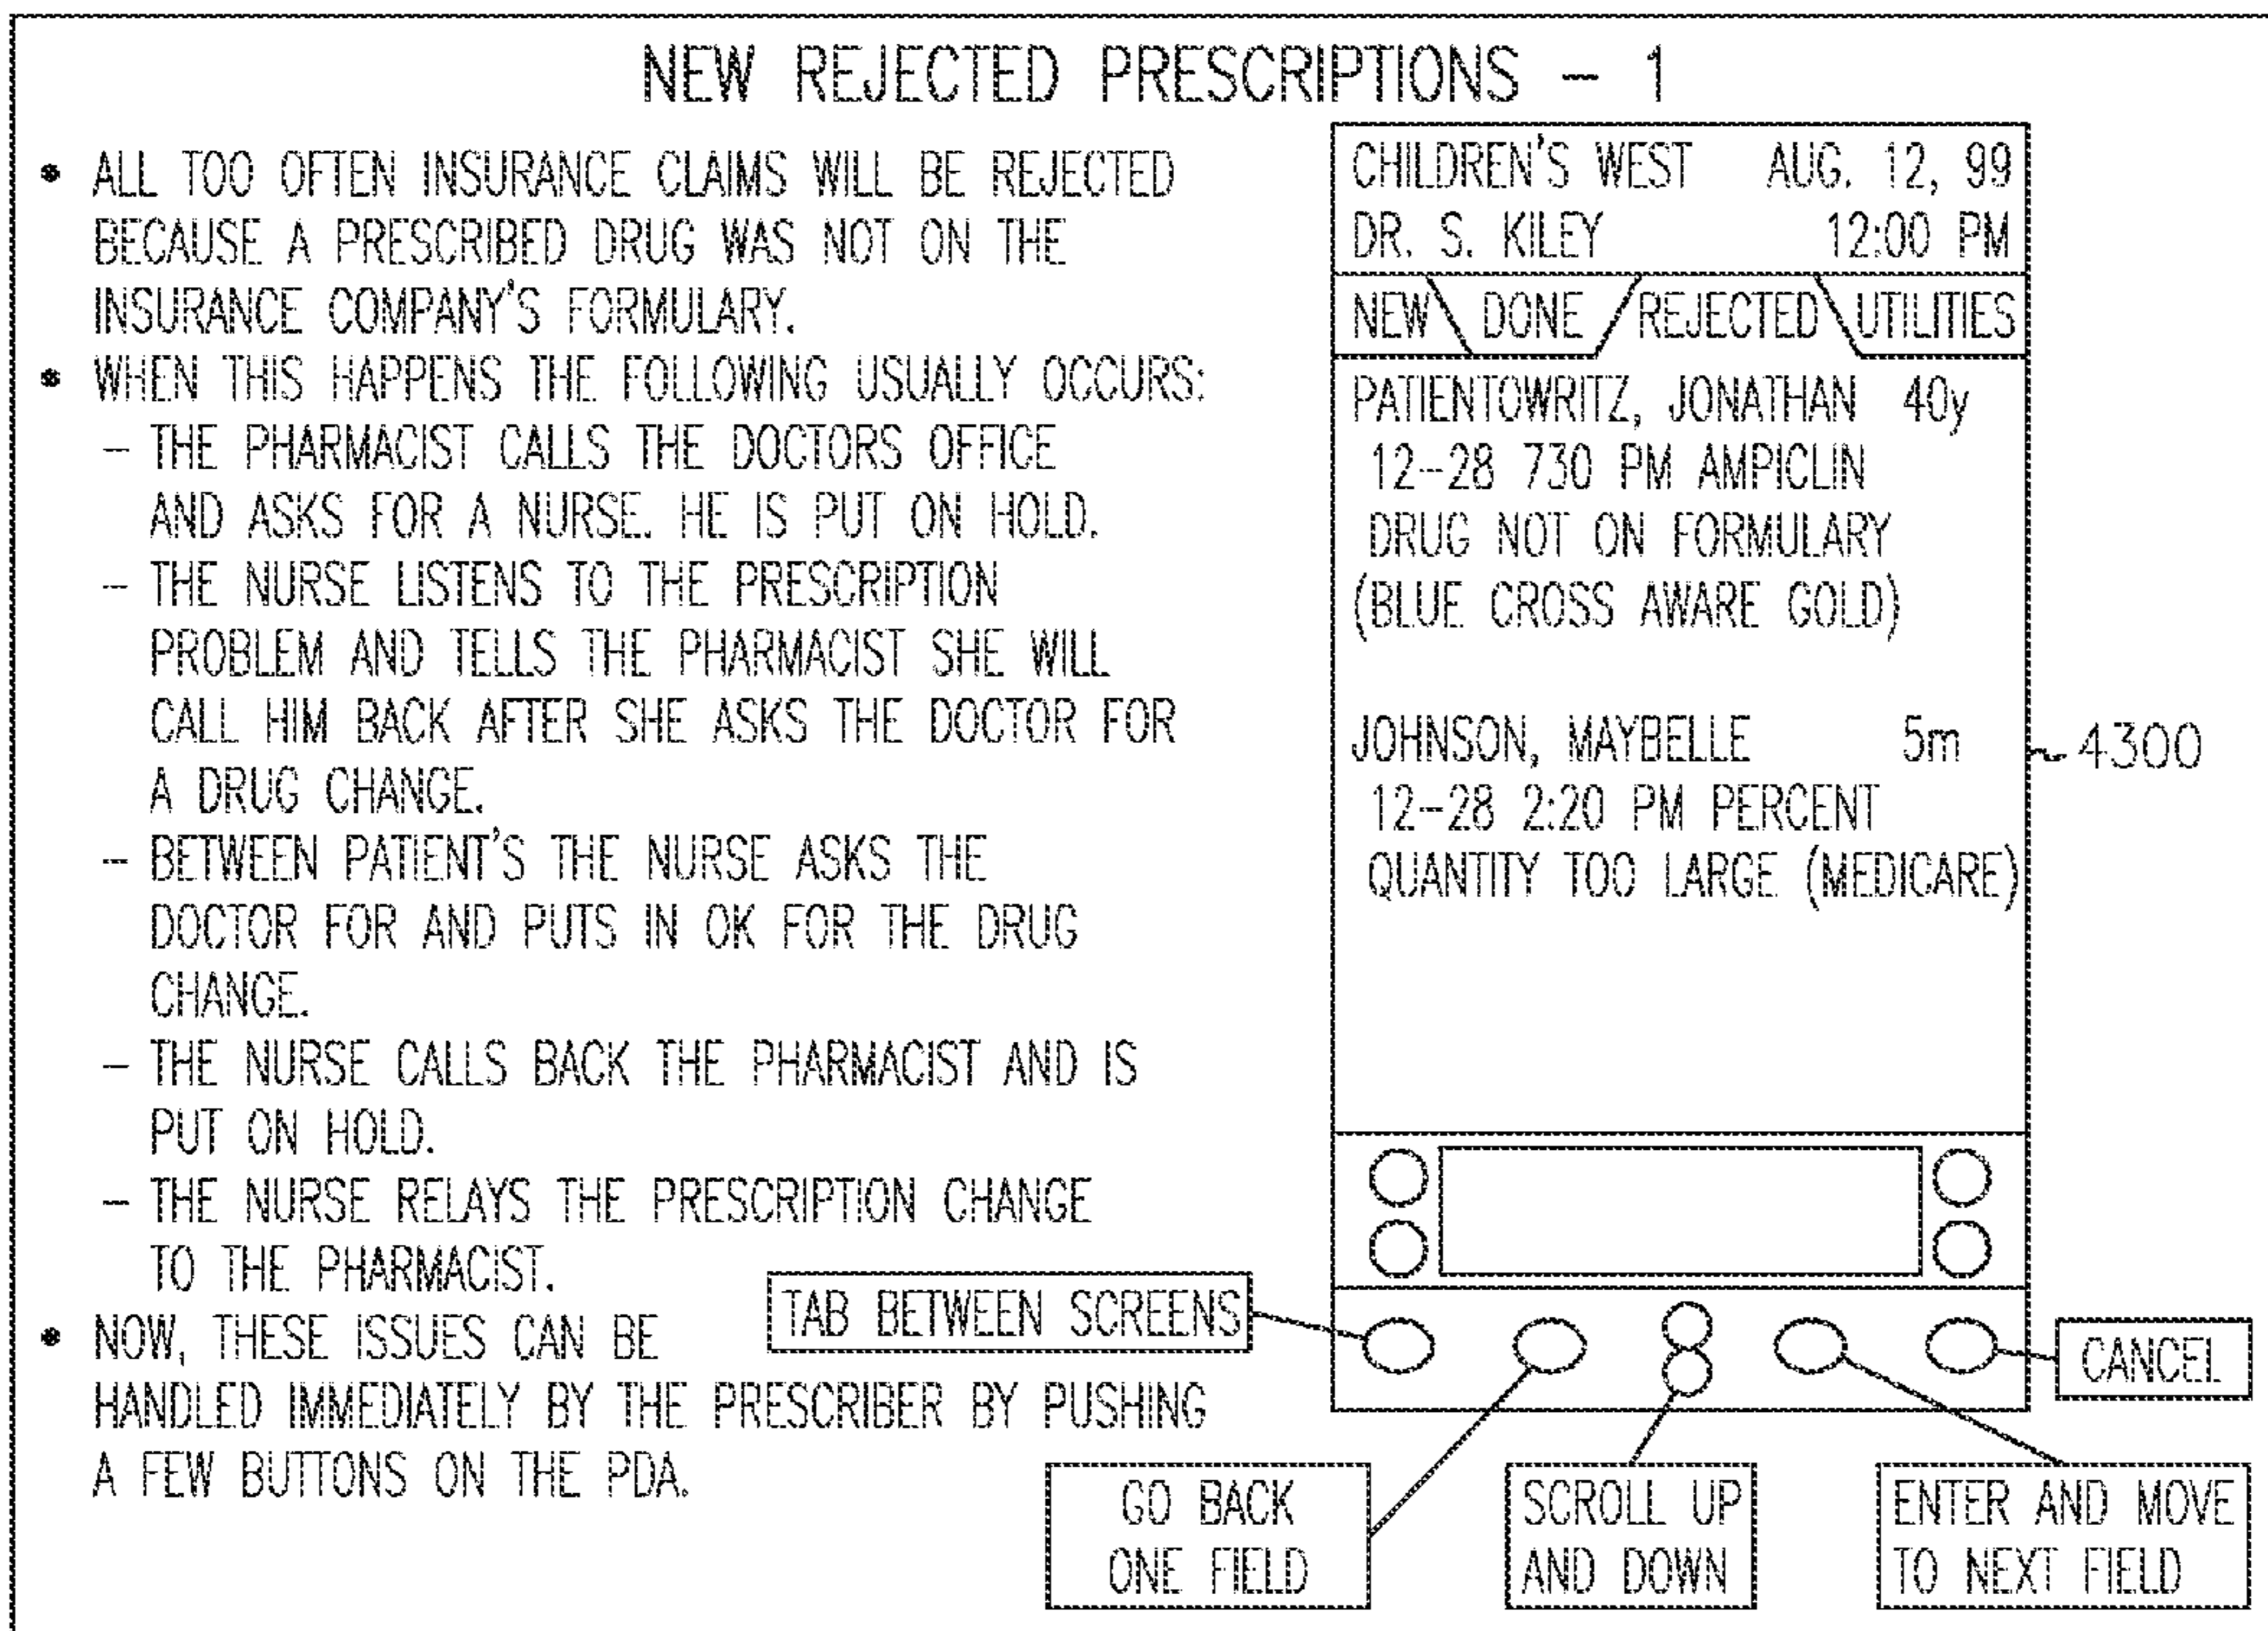 NEW REJECTED PRESCRIPTIONS - 1
• ALL TOO OFTEN INSURANCE CLAIMS WILL BE REJECTED
BECAUSE A PRESCRIBED DRUG WAS NOT ON THE
INSURANCE COMPANY'S FORMULARY.
• WHEN THIS HAPPENS THE FOLLOWING USUALLY OCCURS:
- THE PHARMACIST CALLS THE DOCTORS OFFICE
AND ASKS FOR A NURSE. HE IS PUT ON HOLD.
- THE NURSE LISTENS TO THE PRESCRIPTION
PROBLEM AND TELLS THE PHARMACIST SHE WILL
CALL HIM BACK AFTER SHE ASKS THE DOCTOR FOR
A DRUG CHANGE.
- BETWEEN PATIENT'S THE NURSE ASKS THE
DOCTOR FOR AND PUTS IN OK FOR THE DRUG
CHANGE.
- THE NURSE CALLS BACK THE PHARMACIST AND IS
PUT ON HOLD.
- THE NURSE RELAYS THE PRESCRIPTION CHANGE
TO THE PHARMACIST.
• NOW, THESE ISSUES CAN BE
HANDLED IMMEDIATELY BY THE PRESCRIBER BY PUSHING
A FEW BUTTONS ON THE PDA.
CHILDREN'S WEST AUG. 12, 99
DR. S. KILEY 12:00 PM
NEW DONE REJECTED UTILITIES
PATIENTOWRITZ, JONATHAN 40y
12-28 730 PM AMPICLIN
DRUG NOT ON FORMULARY
(BLUE CROSS AWARE GOLD)
JOHNSON, MAYBELLE 5m
12-28 2:20 PM PERCENT
QUANTITY TOO LARGE (MEDICARE)
4300
TAB BETWEEN SCREENS
CANCEL
GO BACK
ONE FIELD
SCROLL UP
AND DOWN
ENTER AND MOVE
TO NEXT FIELD